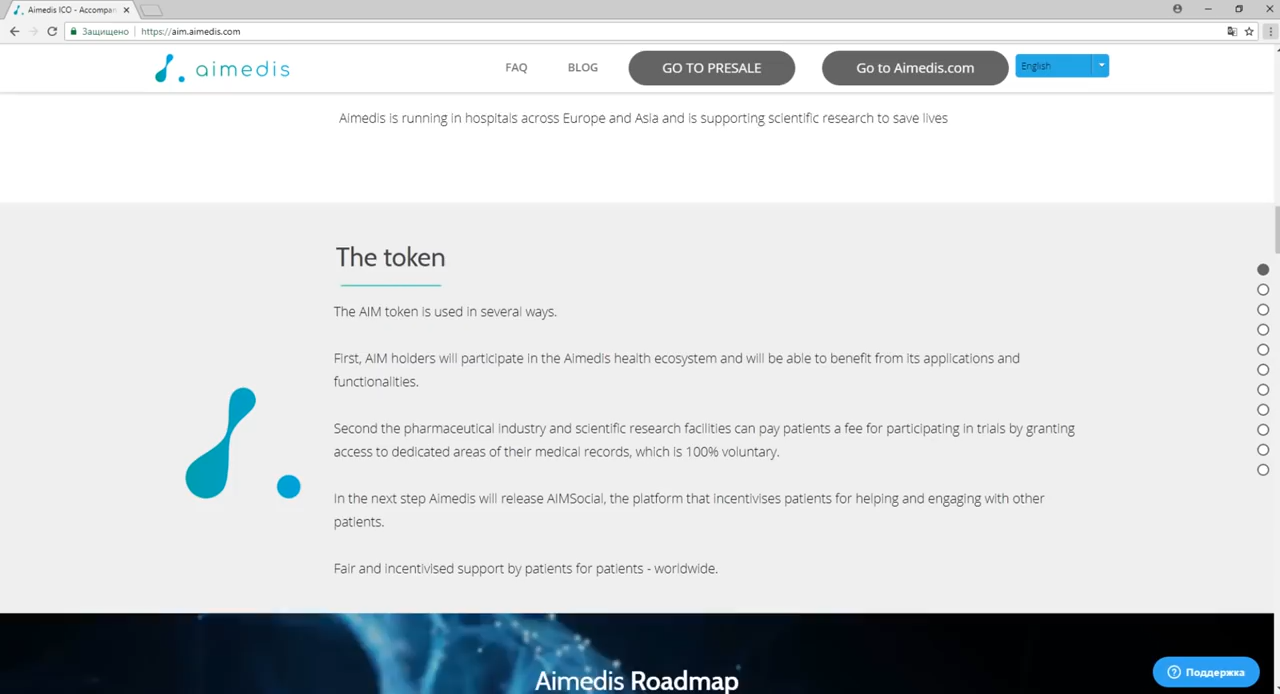 Aimedis ICO - Accompan
Защищено
https://aim.aimedis.com
aimedis
FAQ
BLOG
GO TO PRESALE
Go to Aimedis.com
English
Aimedis is running in hospitals across Europe and Asia and is supporting scientific research to save lives
The token
The AIM token is used in several ways.
First, AIM holders will participate in the Aimedis health ecosystem and will be able to benefit from its applications and
functionalities.
Second the pharmaceutical industry and scientific research facilities can pay patients a fee for participating in trials by granting
access to dedicated areas of their medical records, which is 100% voluntary.
In the next step Aimedis will release AIMSocial, the platform that incentivises patients for helping and engaging with other
patients.
Fair and incentivised support by patients for patients - worldwide.
Aimedis Roadmap
Поддержка